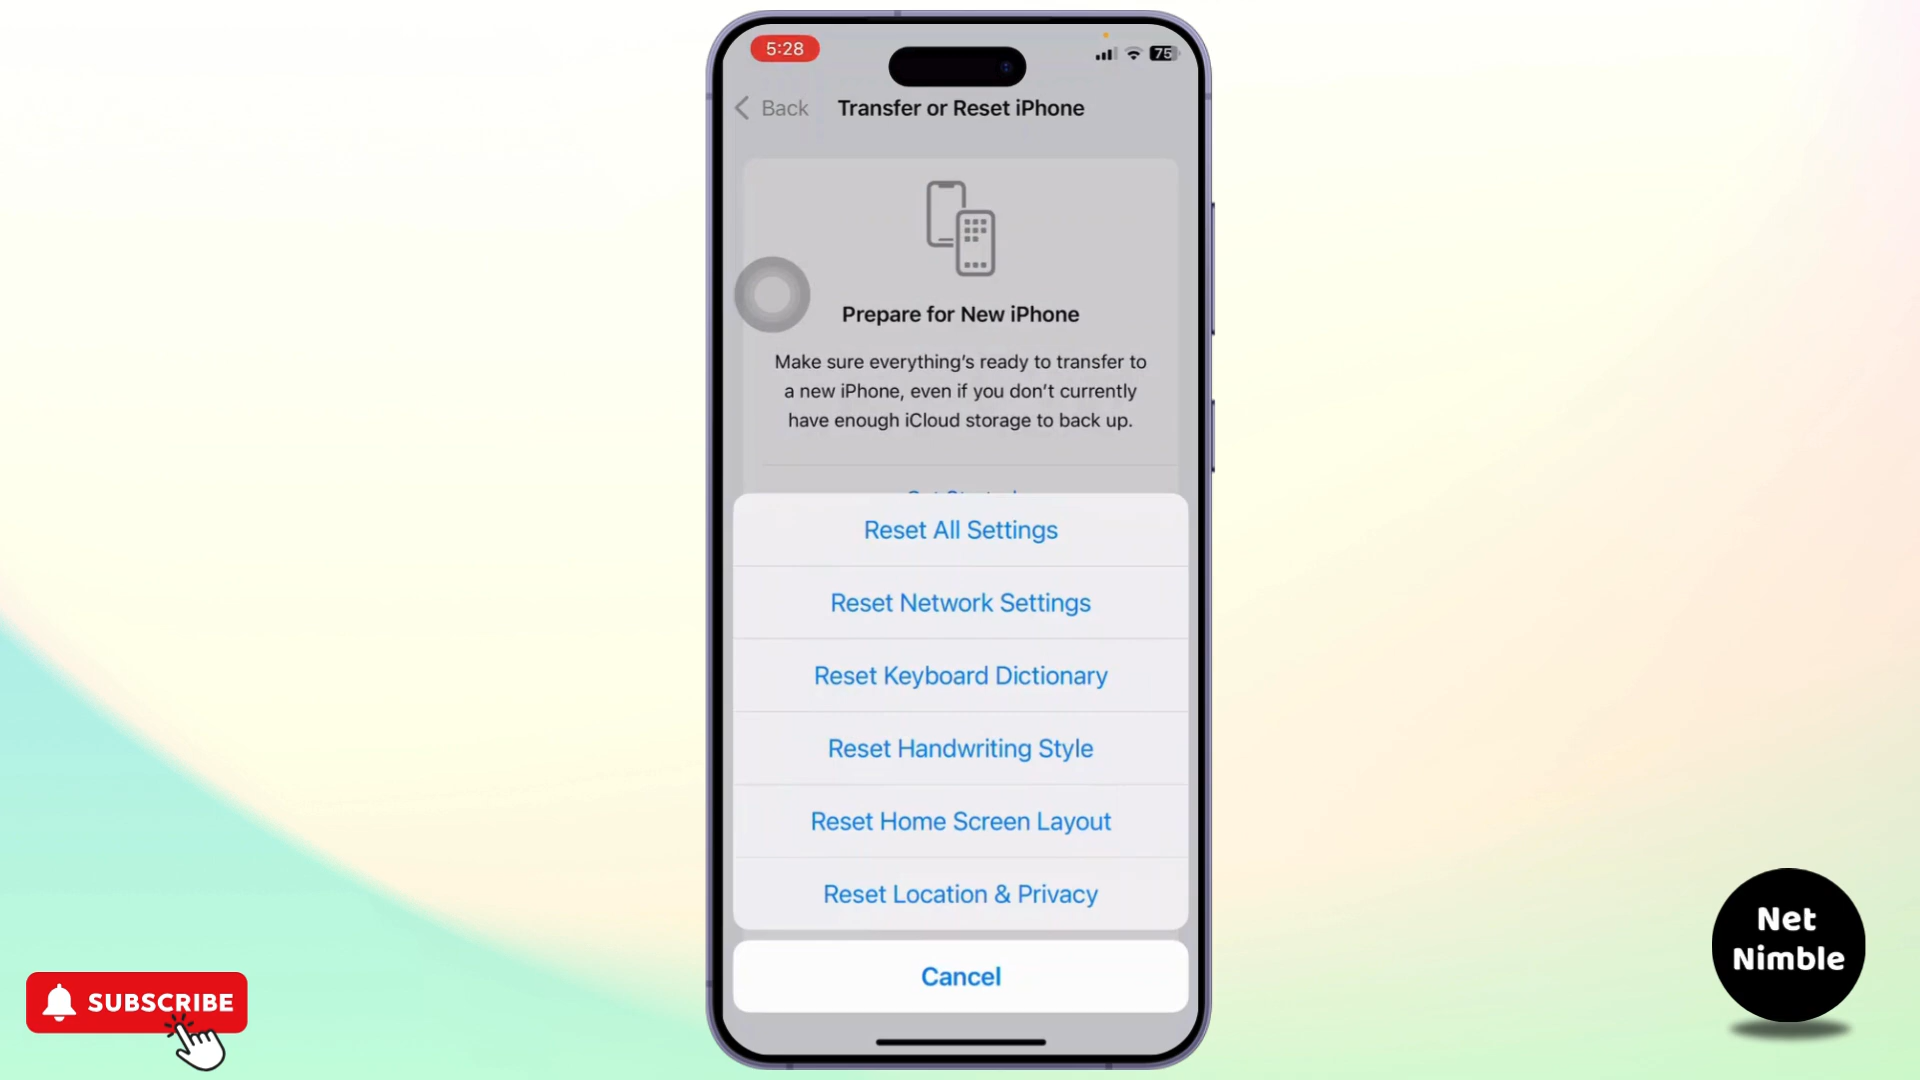 5:28
75
Back
Transfer or Reset iPhone
Prepare for New iPhone
Make sure everything's ready to transfer to
a new iPhone, even if you don't currently
have enough iCloud storage to back up.
Reset All Settings
Reset Network Settings
Reset Keyboard Dictionary
Reset Handwriting Style
Reset Home Screen Layout
Reset Location & Privacy
Cancel
SUBSCRIBE
Net
Nimble